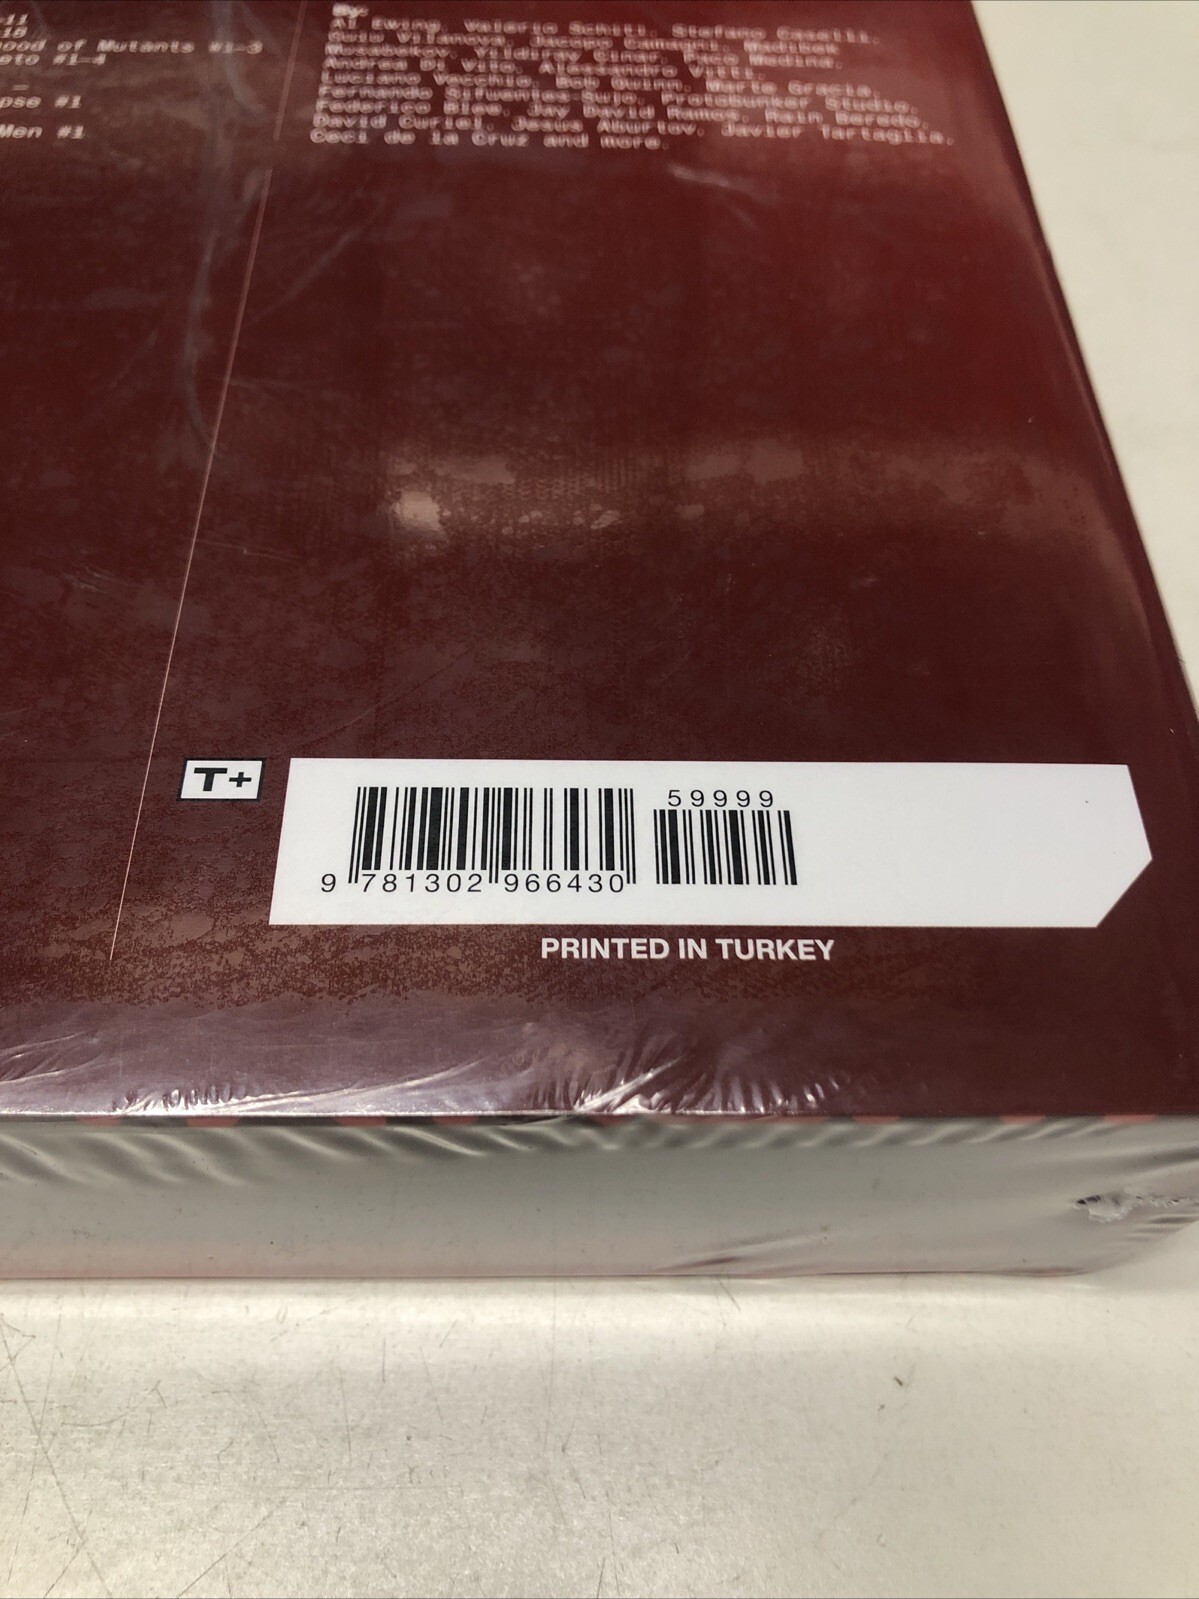 -11
-18
ood of Mutants #1-3
eto #1-4
–
pse #1
Men #1
By:
Al Ewing, Valerio Schiti, Stefano Caselli,
Guiu Vilanova, Jacopo Camagni, Madibek
Musabekov, Yildiray Cinar, Paco Medina,
Andrea Di Vito, Alessandro Vitti,
Luciano Vecchio, Bob Quinn, Marte Gracia,
Fernando Sifuentes-Sujo, Protobunker Studio,
Federico Blee, Jay David Ramos, Rain Beredo,
David Curiel, Jesus Aburtov, Javier Tartaglia,
Ceci de la Cruz and more.
T+
59999
9 781302 966430
PRINTED IN TURKEY